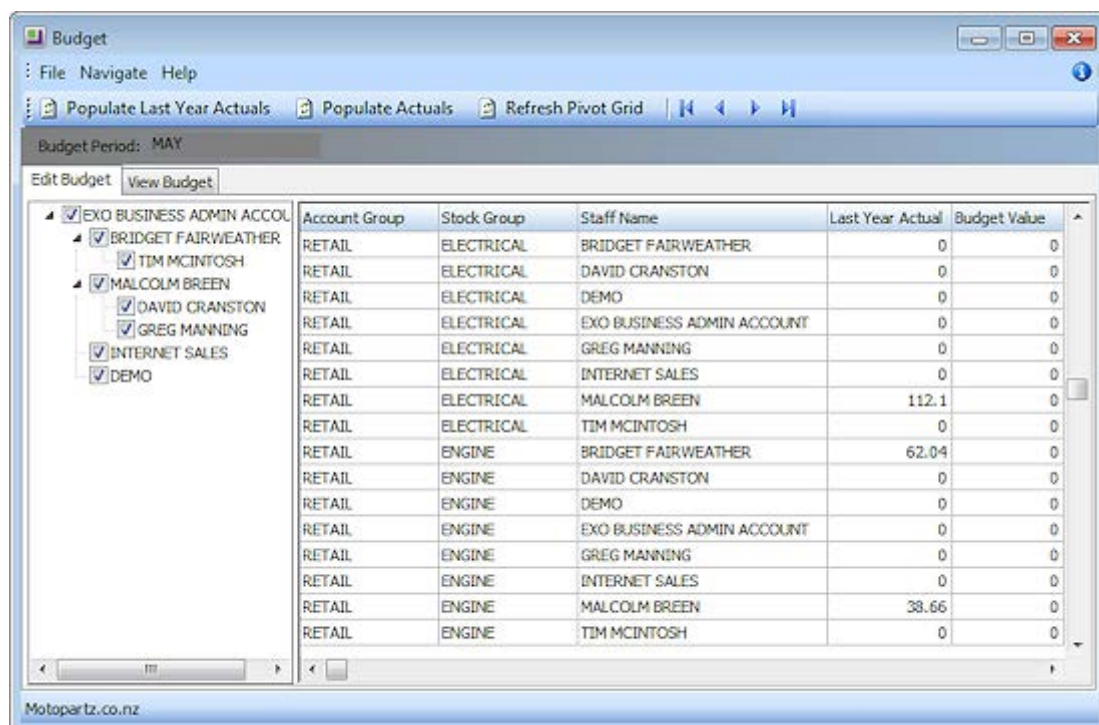 Budget
File Navigate Help
Populate Last Year Actuals Populate Actuals Refresh Pivot Grid
Budget Period: MAY
Edit Budget View Budget
EXO BUSINESS ADMIN ACCOU
BRIDGET FAIRWEATHER
TIM MCINTOSH
MALCOLM BREEN
DAVID CRANSTON
GREG MANNING
INTERNET SALES
DEMO
Account Group Stock Group Staff Name Last Year Actual Budget Value
RETAIL ELECTRICAL BRIDGET FAIRWEATHER 0 0
RETAIL ELECTRICAL DAVID CRANSTON 0 0
RETAIL ELECTRICAL DEMO 0 0
RETAIL ELECTRICAL EXO BUSINESS ADMIN ACCOUNT 0 0
RETAIL ELECTRICAL GREG MANNING 0 0
RETAIL ELECTRICAL INTERNET SALES 0 0
RETAIL ELECTRICAL MALCOLM BREEN 112.1 0
RETAIL ELECTRICAL TIM MCINTOSH 0 0
RETAIL ENGINE BRIDGET FAIRWEATHER 62.04 0
RETAIL ENGINE DAVID CRANSTON 0 0
RETAIL ENGINE DEMO 0 0
RETAIL ENGINE EXO BUSINESS ADMIN ACCOUNT 0 0
RETAIL ENGINE GREG MANNING 0 0
RETAIL ENGINE INTERNET SALES 0 0
RETAIL ENGINE MALCOLM BREEN 38.66 0
RETAIL ENGINE TIM MCINTOSH 0 0
Motopartz.co.nz